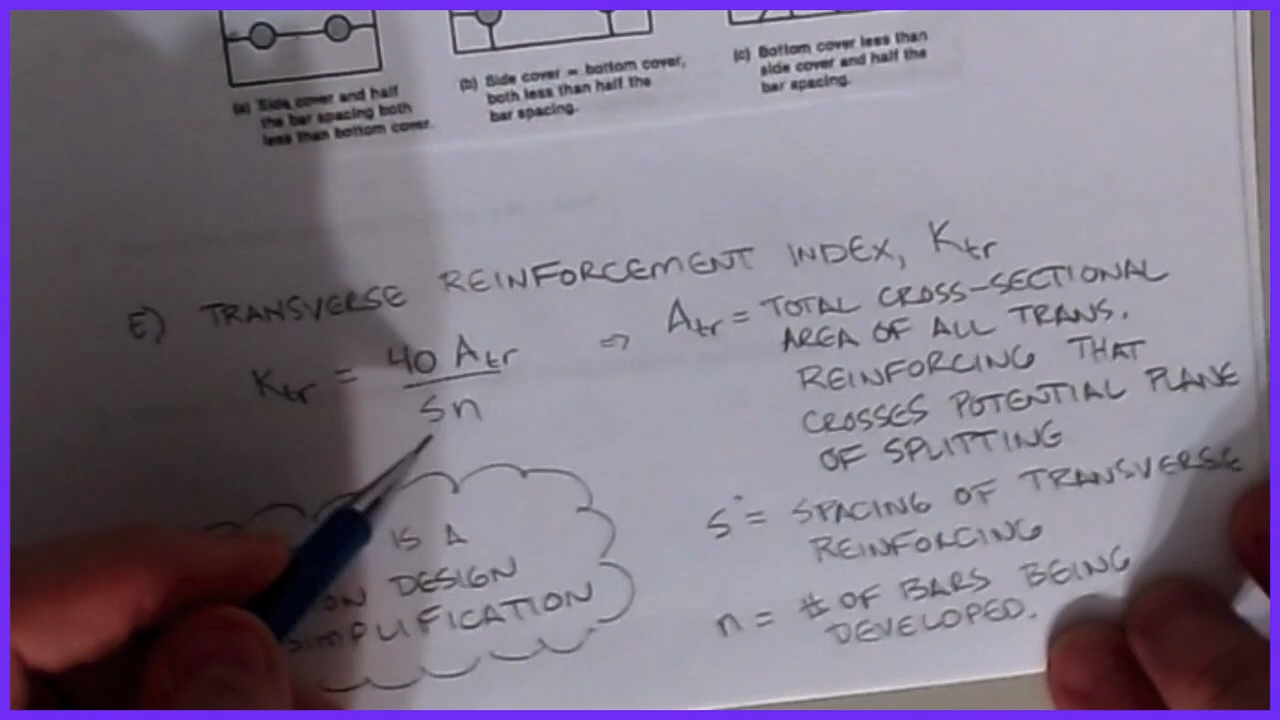 (a) Side cover and half
the bar spacing both
less than bottom cover.
(b) Side cover = bottom cover,
both less than half the
bar spacing.
(c) Bottom cover less than
side cover and half the
bar spacing.
E) TRANSVERSE REINFORCEMENT INDEX, Ktr
Ktr = 40 Atr / sn
⇒ Atr = TOTAL CROSS-SECTIONAL
AREA OF ALL TRANS.
REINFORCING THAT
CROSSES POTENTIAL PLANE
OF SPLITTING
s = SPACING OF TRANSVERSE
REINFORCING
n = # OF BARS BEING
DEVELOPED.
IS A
DESIGN
SIMPLIFICATION